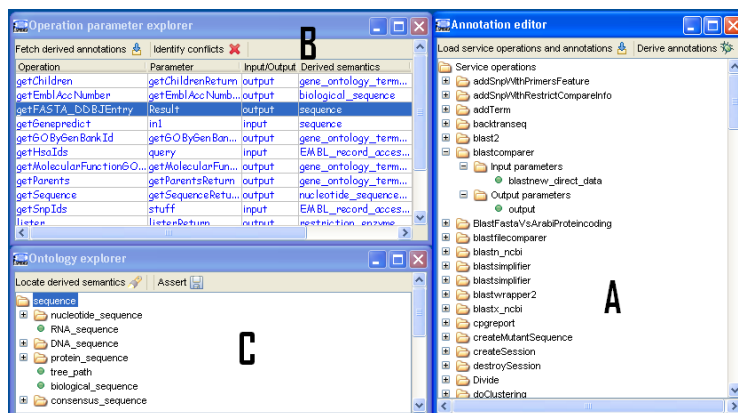 Operation parameter explorer
Fetch derived annotations Identify conflicts
B
Operation Parameter Input/Output Derived semantics
getChildren getChildrenReturn output gene_ontology_term...
getEmblAccNumber getEmblAccNumb... output biological_sequence
getFASTA_DDBJEntry Result output sequence
getGenepredict in1 input sequence
getGOByGenBankId getGOByGenBan... output gene_ontology_term...
getHsaIds query input EMBL_record_acces...
getMolecularFunctionGO... getMolecularFun... output gene_ontology_term...
getParents getParentsReturn output gene_ontology_term...
getSequence getSequenceRetu... output nucleotide_sequence...
getSnpIds stuff input EMBL_record_acces...
lister listerReturn output restriction_enzyme
Ontology explorer
Locate derived semantics Assert
sequence
nucleotide_sequence
RNA_sequence
DNA_sequence
protein_sequence
tree_path
biological_sequence
consensus_sequence
C
Annotation editor
Load service operations and annotations Derive annotations
Service operations
addSnpWithPrimersFeature
addSnpWithRestrictCompareInfo
addTerm
backtranseq
blast2
blastcomparer
Input parameters
blastnew_direct_data
Output parameters
output
BlastFastaVsArabiProteincoding
blastfilecomparer
blastn_ncbi
blastsimplifier
blastsimplifier
blastwrapper2
blastx_ncbi
cpgreport
createMutantSequence
createSession
destroySession
Divide
doClustering
A